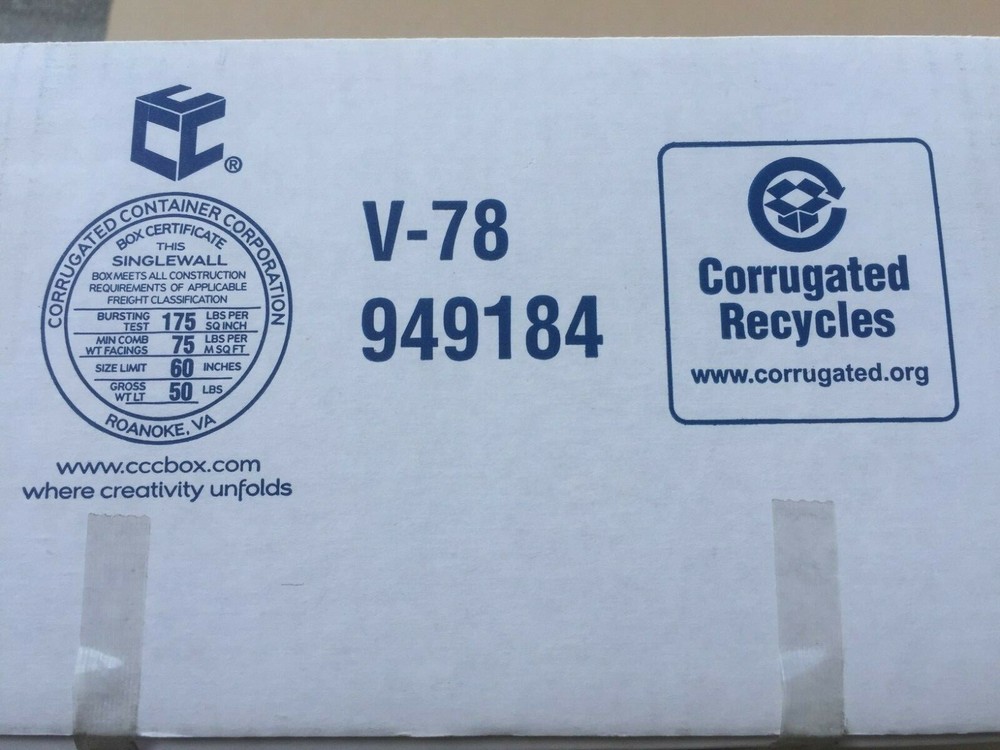 CCC®
CORRUGATED CONTAINER CORPORATION
BOX CERTIFICATE
THIS
SINGLEWALL
BOX MEETS ALL CONSTRUCTION
REQUIREMENTS OF APPLICABLE
FREIGHT CLASSIFICATION
BURSTING TEST 175 LBS PER SQ INCH
MIN COMB WT FACINGS 75 LBS PER M SQ FT
SIZE LIMIT 60 INCHES
GROSS WT LT 50 LBS
ROANOKE, VA
www.cccbox.com
where creativity unfolds
V-78
949184
Corrugated
Recycles
www.corrugated.org